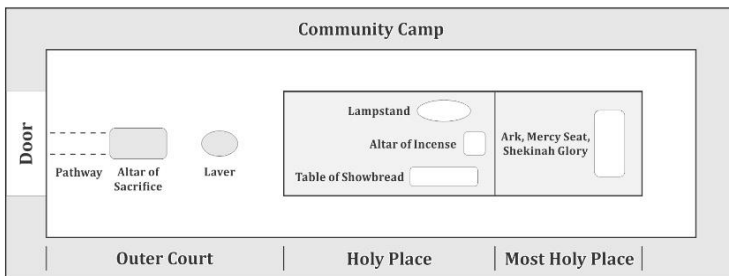 Community Camp
Door
Pathway
Altar of
Sacrifice
Laver
Lampstand
Altar of Incense
Table of Showbread
Ark, Mercy Seat,
Shekinah Glory
Outer Court
Holy Place
Most Holy Place